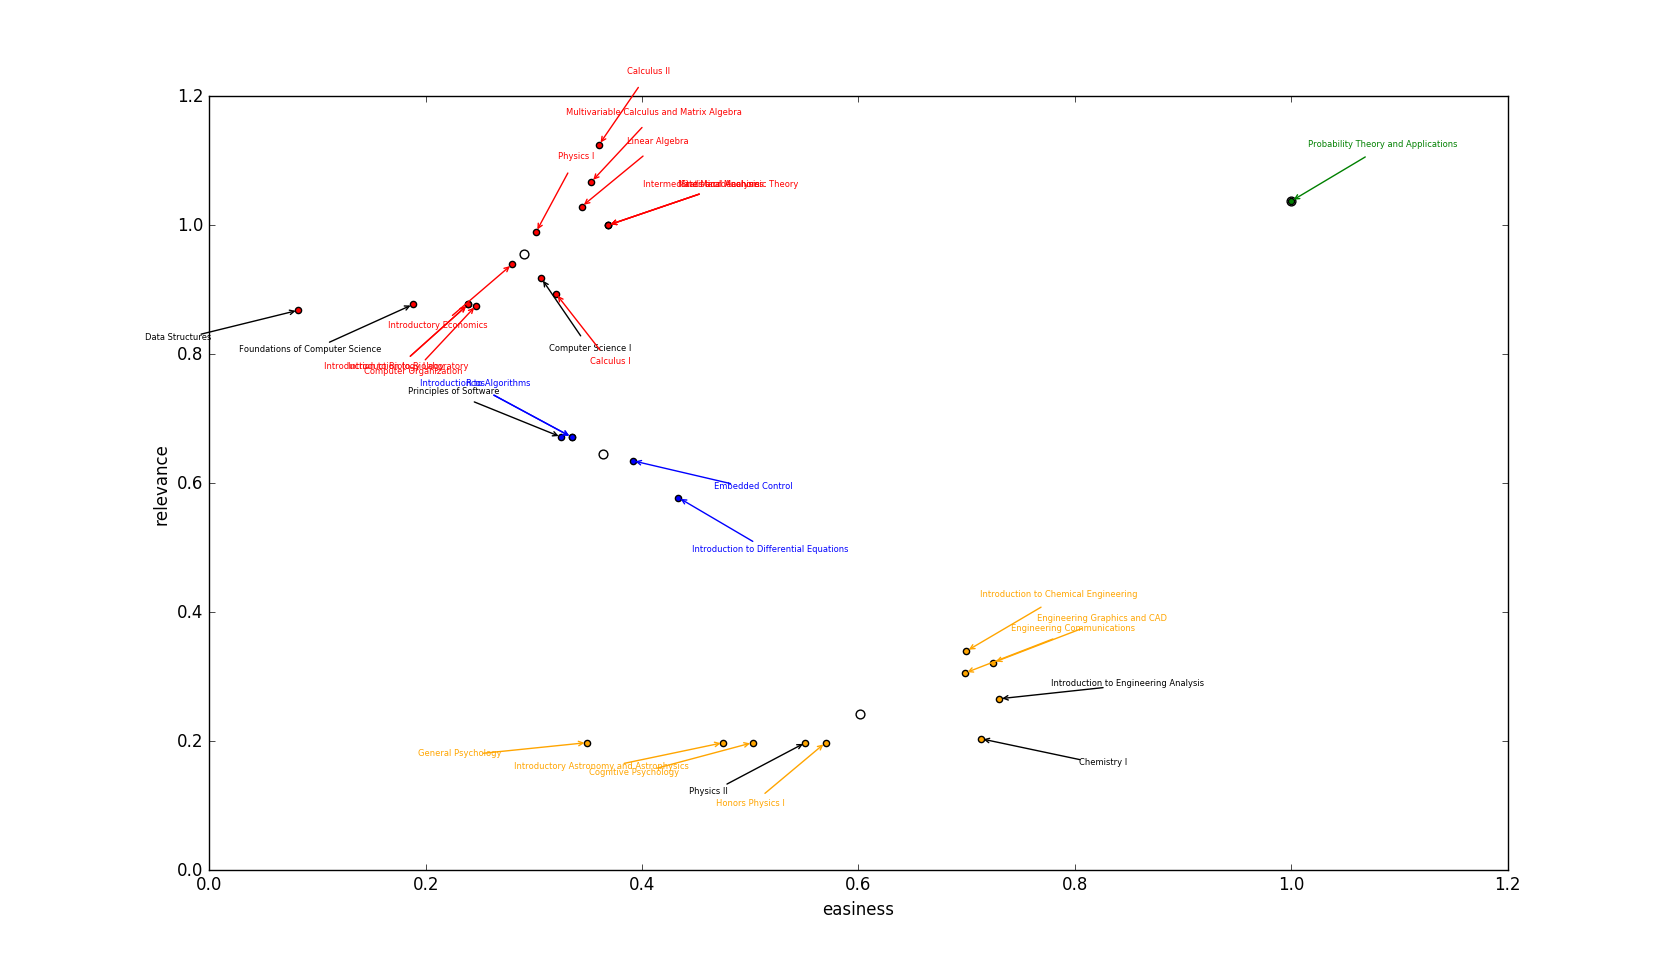 Calculus II
1.2
Multivariable Calculus and Matrix Algebra
Linear Algebra
Probability Theory and Applications
Physics I
1.0
Data Structures
Foundations of Computer Science
Introductory Economics
Computer Science I
0.8
Calculus I
Computer Organization
Introduction to Algorithms
Principles of Software
relevance
0.6
Embedded Control
Introduction to Differential Equations
0.4
Introduction to Chemical Engineering
Engineering Graphics and CAD
Engineering Communications
Introduction to Engineering Analysis
0.2
General Psychology
Introductory Astronomy and Astrophysics
Cognitive Psychology
Chemistry I
Physics II
Honors Physics I
0.0
0.0 0.2 0.4 0.6 0.8 1.0 1.2
easiness